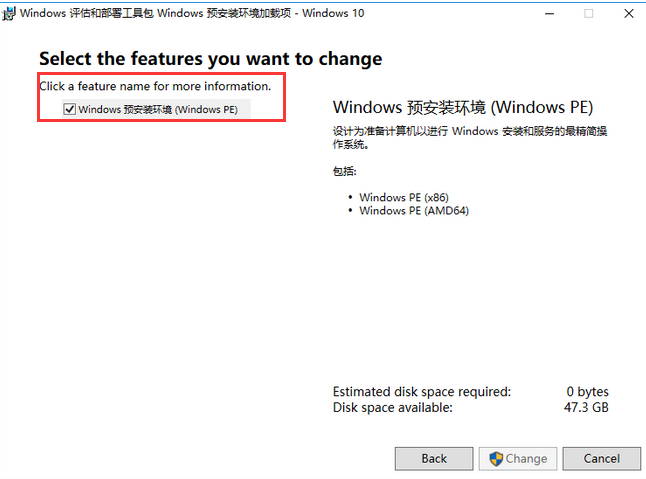 Windows 评估和部署工具包 Windows 预安装环境加载项 - Windows 10
Select the features you want to change
Click a feature name for more information.
Windows 预安装环境 (Windows PE)
Windows 预安装环境 (Windows PE)
设计为准备计算机以进行 Windows 安装和服务的最精简操
作系统。
包括:
• Windows PE (x86)
• Windows PE (AMD64)
Estimated disk space required: 0 bytes
Disk space available: 47.3 GB
Back Change Cancel